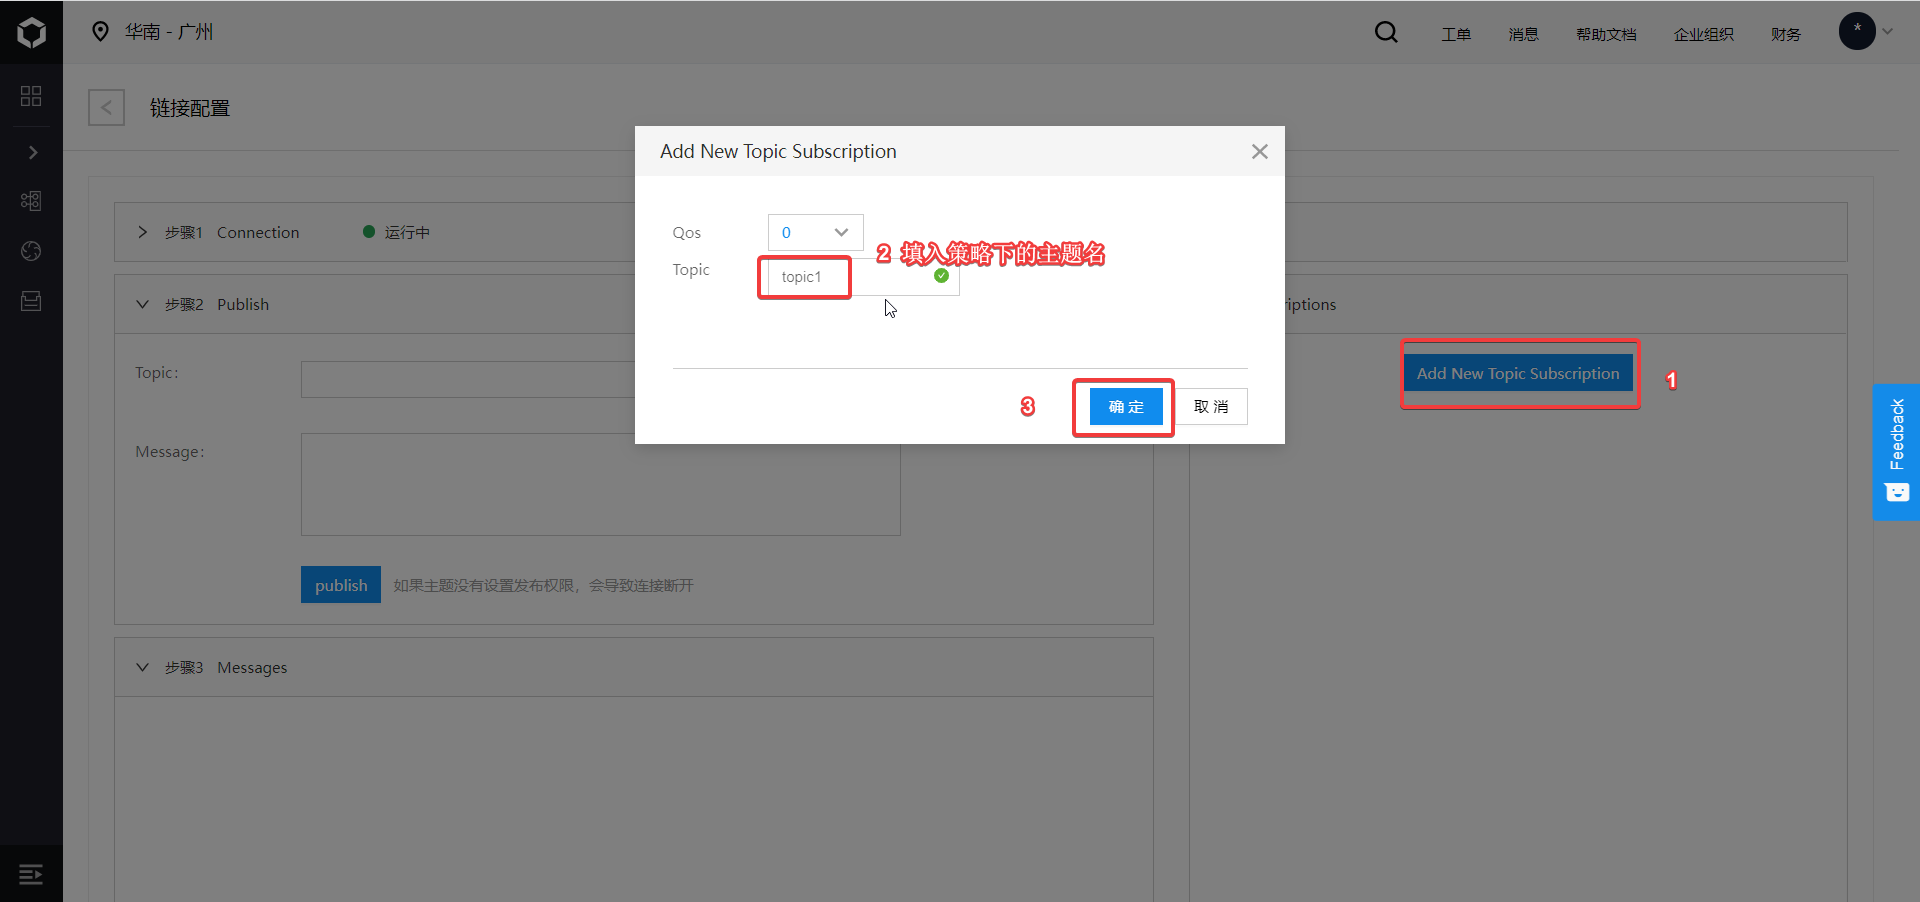 华南 - 广州
工单
消息
帮助文档
企业组织
财务
*
链接配置
Add New Topic Subscription
步骤1 Connection
运行中
Qos
0
2 填入策略下的主题名
Topic
topic1
步骤2 Publish
riptions
Topic:
Add New Topic Subscription
1
3
确 定
取 消
Message:
Feedback
publish
如果主题没有设置发布权限，会导致连接断开
步骤3 Messages